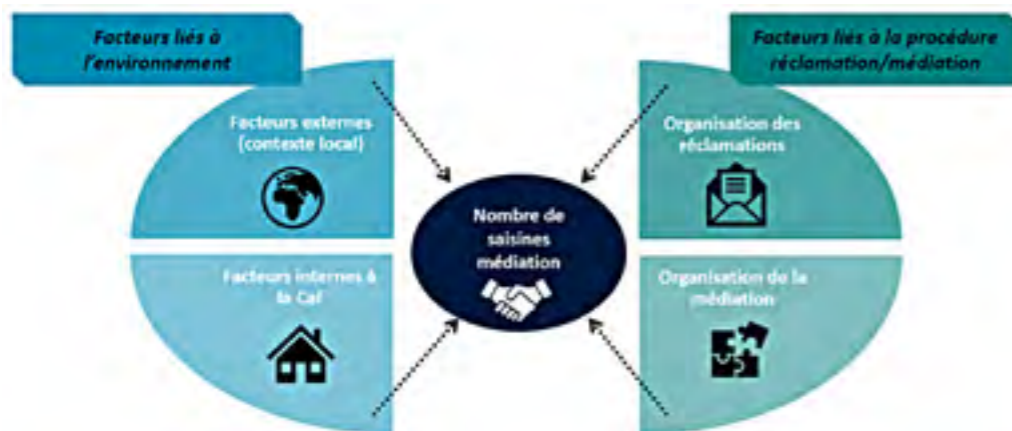 Facteurs liés à
l'environnement
Facteurs liés à la procédure
réclamation/médiation
Facteurs externes
(contexte local)
Organisation des
réclamations
Nombre de
saisines
médiation
Facteurs internes à
la Caf
Organisation de la
médiation